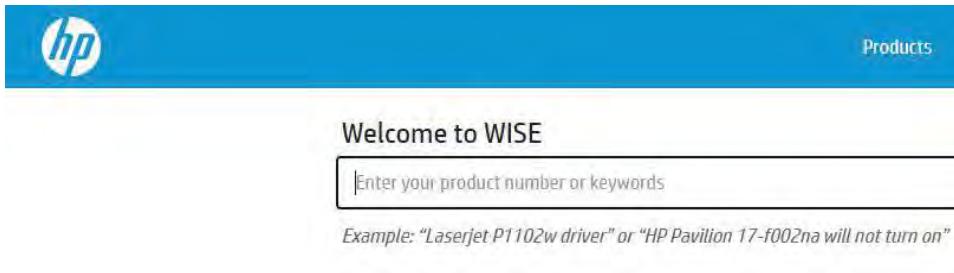 hp
Products
Welcome to WISE
Enter your product number or keywords
Example: “Laserjet P1102w driver” or “HP Pavilion 17-f002na will not turn on”